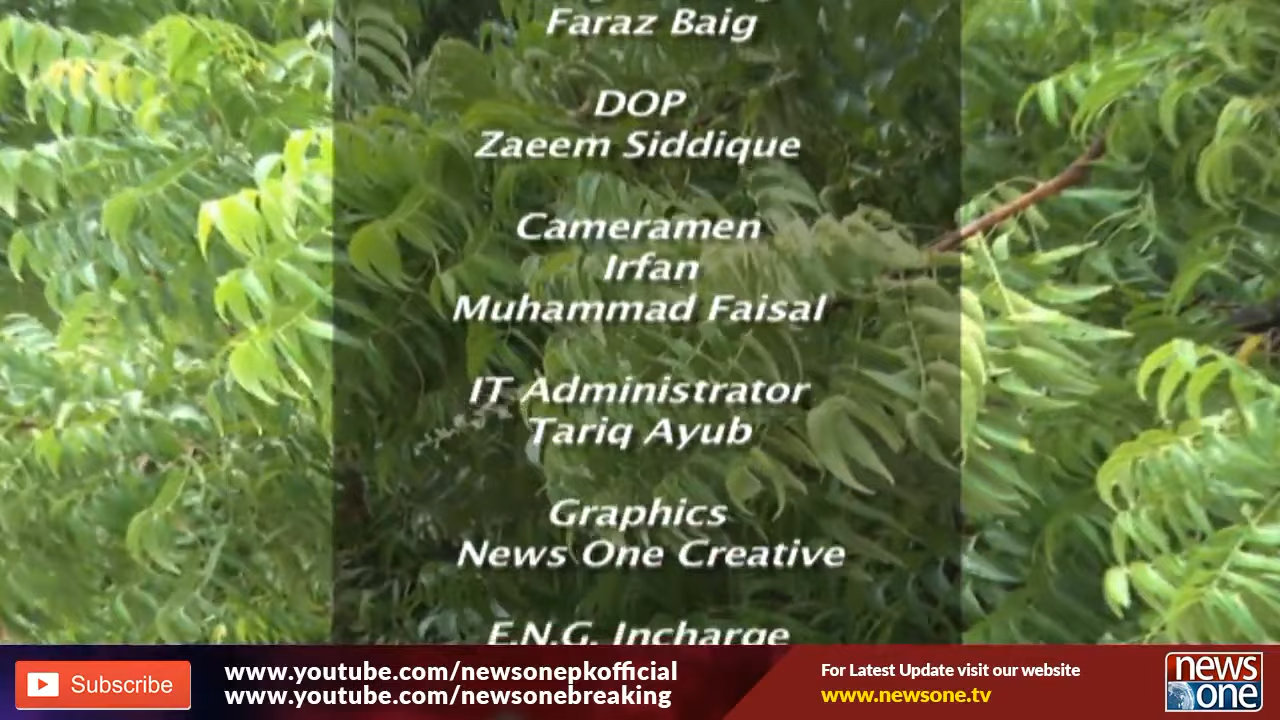 Faraz Baig
DOP
Zaeem Siddique
Cameramen
Irfan
Muhammad Faisal
IT Administrator
Tariq Ayub
Graphics
News One Creative
E.N.G. Incharge
Subscribe
www.youtube.com/newsonepkofficial
www.youtube.com/newsonebreaking
For Latest Update visit our website
www.newsone.tv
news
one